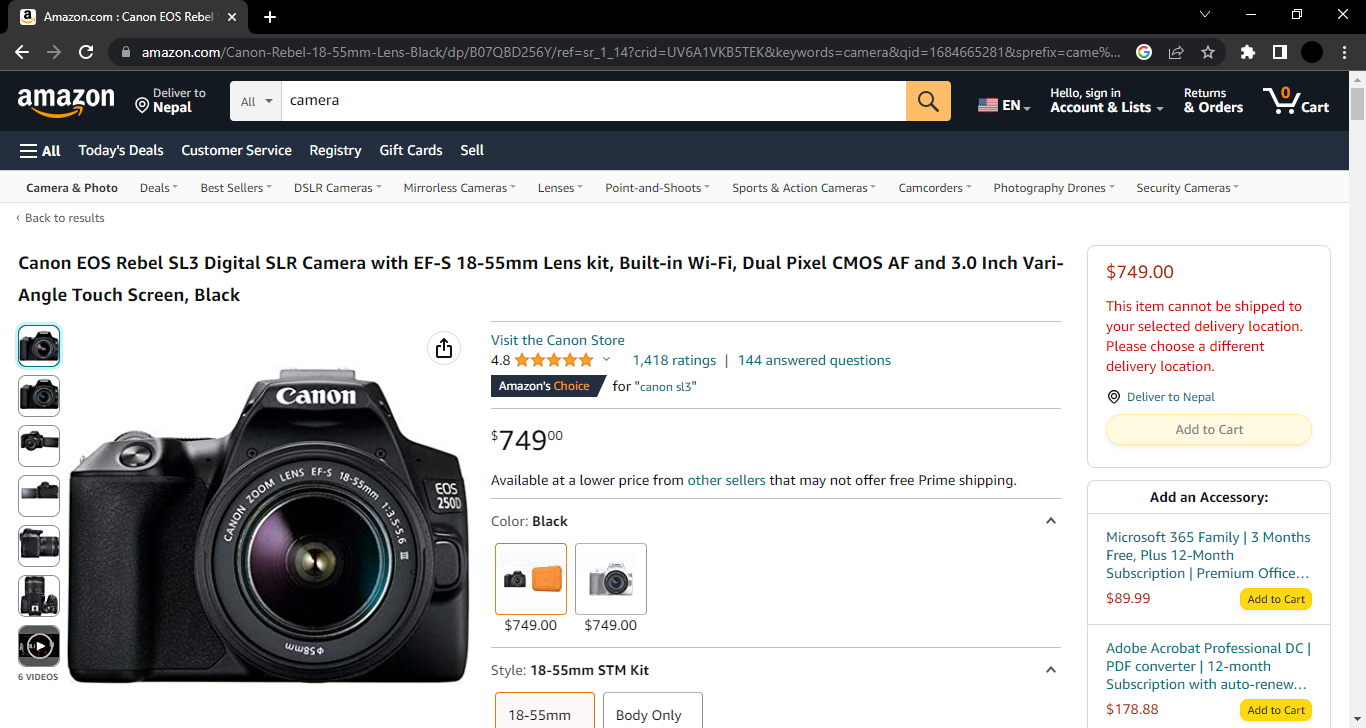 Amazon.com : Canon EOS Rebel
amazon.com/Canon-Rebel-18-55mm-Lens-Black/dp/B07QBD256Y/ref=sr_1_14?crid=UV6A1VKB5TEK&keywords=camera&qid=1684665281&sprefix=came%...
amazon
Deliver to
Nepal
All
camera
EN
Hello, sign in
Account & Lists
Returns
& Orders
0
Cart
All
Today's Deals
Customer Service
Registry
Gift Cards
Sell
Camera & Photo
Deals
Best Sellers
DSLR Cameras
Mirrorless Cameras
Lenses
Point-and-Shoots
Sports & Action Cameras
Camcorders
Photography Drones
Security Cameras
‹ Back to results
Canon EOS Rebel SL3 Digital SLR Camera with EF-S 18-55mm Lens kit, Built-in Wi-Fi, Dual Pixel CMOS AF and 3.0 Inch Vari-
Angle Touch Screen, Black
6 VIDEOS
Canon
EOS
250D
CANON ZOOM LENS EF-S 18-55mm 1:3.5-5.6 III
Φ58mm
Visit the Canon Store
4.8
1,418 ratings | 144 answered questions
Amazon's Choice for "canon sl3"
$74900
Available at a lower price from other sellers that may not offer free Prime shipping.
Color: Black
$749.00
$749.00
Style: 18-55mm STM Kit
18-55mm
Body Only
$749.00
This item cannot be shipped to
your selected delivery location.
Please choose a different
delivery location.
Deliver to Nepal
Add to Cart
Add an Accessory:
Microsoft 365 Family | 3 Months
Free, Plus 12-Month
Subscription | Premium Office...
$89.99
Add to Cart
Adobe Acrobat Professional DC |
PDF converter | 12-month
Subscription with auto-renew...
$178.88
Add to Cart